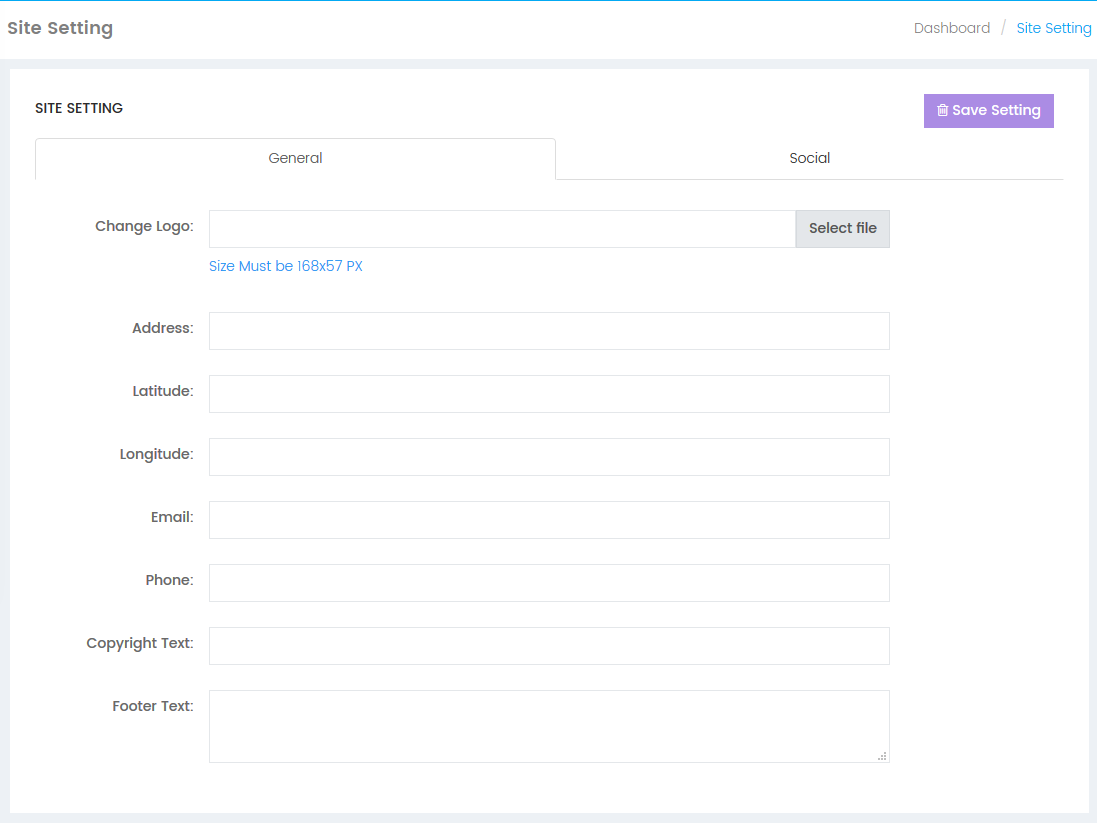 Site Setting
Dashboard / Site Setting
SITE SETTING
Save Setting
General
Social
Change Logo:
Select file
Size Must be 168x57 PX
Address:
Latitude:
Longitude:
Email:
Phone:
Copyright Text:
Footer Text: